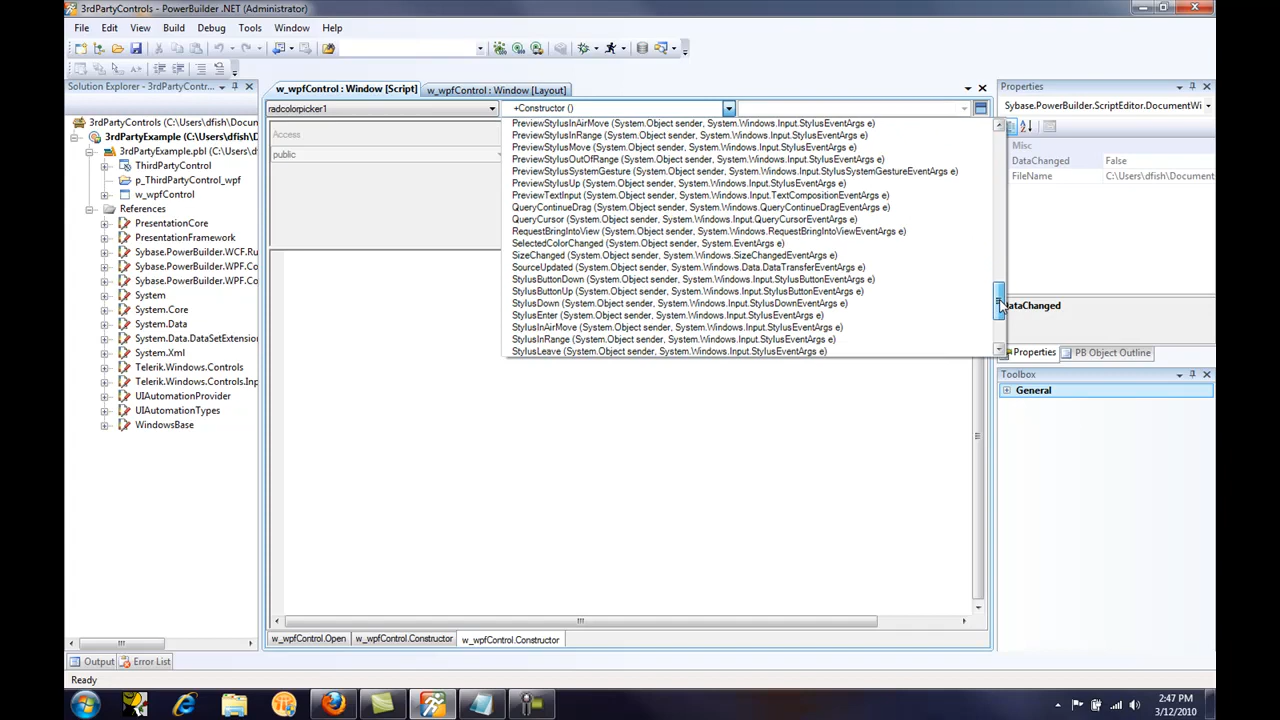 3rdPartyControls - PowerBuilder .NET (Administrator)
File Edit View Build Debug Tools Window Help
Solution Explorer - 3rdPartyContr...
3rdPartyControls (C:\Users\dfish\Docun
3rdPartyExample (C:\Users\dfish\
3rdPartyExample.pbl (C:\Users
ThirdPartyControl
p_ThirdPartyControl_wpf
w_wpfControl
References
PresentationCore
PresentationFramework
Sybase.PowerBuilder.WCF.Ru
Sybase.PowerBuilder.WPF.Co
Sybase.PowerBuilder.WPF.C
System
System.Core
System.Data
System.Data.DataSetExtension
System.Xml
Telerik.Windows.Controls
Telerik.Windows.Controls.Inp
UIAutomationProvider
UIAutomationTypes
WindowsBase
w_wpfControl : Window [Script]
w_wpfControl : Window [Layout]
radcolorpicker1
+Constructor ()
Access
public
PreviewStylusInAirMove (System.Object sender, System.Windows.Input.StylusEventArgs e)
PreviewStylusInRange (System.Object sender, System.Windows.Input.StylusEventArgs e)
PreviewStylusMove (System.Object sender, System.Windows.Input.StylusEventArgs e)
PreviewStylusOutOfRange (System.Object sender, System.Windows.Input.StylusEventArgs e)
PreviewStylusSystemGesture (System.Object sender, System.Windows.Input.StylusSystemGestureEventArgs e)
PreviewStylusUp (System.Object sender, System.Windows.Input.StylusEventArgs e)
PreviewTextInput (System.Object sender, System.Windows.Input.TextCompositionEventArgs e)
QueryContinueDrag (System.Object sender, System.Windows.QueryContinueDragEventArgs e)
QueryCursor (System.Object sender, System.Windows.Input.QueryCursorEventArgs e)
RequestBringIntoView (System.Object sender, System.Windows.RequestBringIntoViewEventArgs e)
SelectedColorChanged (System.Object sender, System.EventArgs e)
SizeChanged (System.Object sender, System.Windows.SizeChangedEventArgs e)
SourceUpdated (System.Object sender, System.Windows.Data.DataTransferEventArgs e)
StylusButtonDown (System.Object sender, System.Windows.Input.StylusButtonEventArgs e)
StylusButtonUp (System.Object sender, System.Windows.Input.StylusButtonEventArgs e)
StylusDown (System.Object sender, System.Windows.Input.StylusDownEventArgs e)
StylusEnter (System.Object sender, System.Windows.Input.StylusEventArgs e)
StylusInAirMove (System.Object sender, System.Windows.Input.StylusEventArgs e)
StylusInRange (System.Object sender, System.Windows.Input.StylusEventArgs e)
StylusLeave (System.Object sender, System.Windows.Input.StylusEventArgs e)
w_wpfControl.Open
w_wpfControl.Constructor
w_wpfControl.Constructor
Properties
Sybase.PowerBuilder.ScriptEditor.DocumentWi
Misc
DataChanged False
FileName C:\Users\dfish\Document
DataChanged
Properties
PB Object Outline
Toolbox
General
Output
Error List
Ready
2:47 PM
3/12/2010